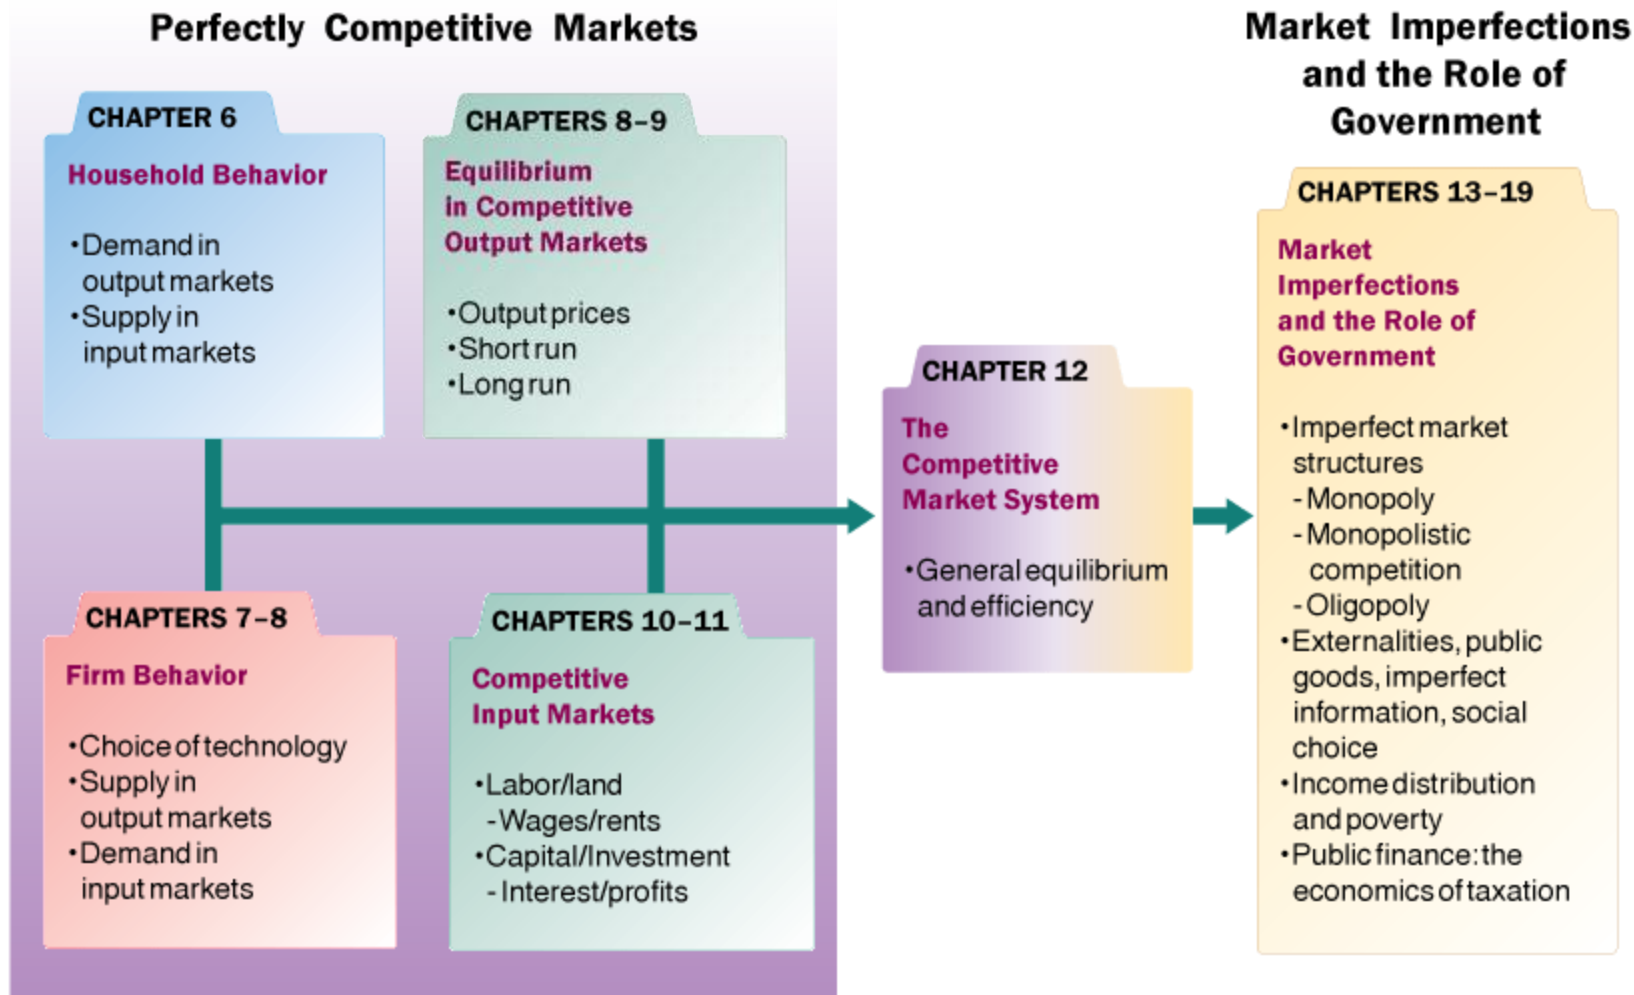 Perfectly Competitive Markets
CHAPTER 6
Household Behavior
•Demand in
output markets
•Supply in
input markets
CHAPTERS 8–9
Equilibrium
in Competitive
Output Markets
•Output prices
•Short run
•Long run
CHAPTERS 7–8
Firm Behavior
•Choice of technology
•Supply in
output markets
•Demand in
input markets
CHAPTERS 10–11
Competitive
Input Markets
•Labor/land
-Wages/rents
•Capital/Investment
- Interest/profits
CHAPTER 12
The
Competitive
Market System
•General equilibrium
and efficiency
Market Imperfections
and the Role of
Government
CHAPTERS 13–19
Market
Imperfections
and the Role of
Government
•Imperfect market
structures
- Monopoly
- Monopolistic
competition
- Oligopoly
•Externalities, public
goods, imperfect
information, social
choice
•Income distribution
and poverty
•Public finance: the
economics of taxation